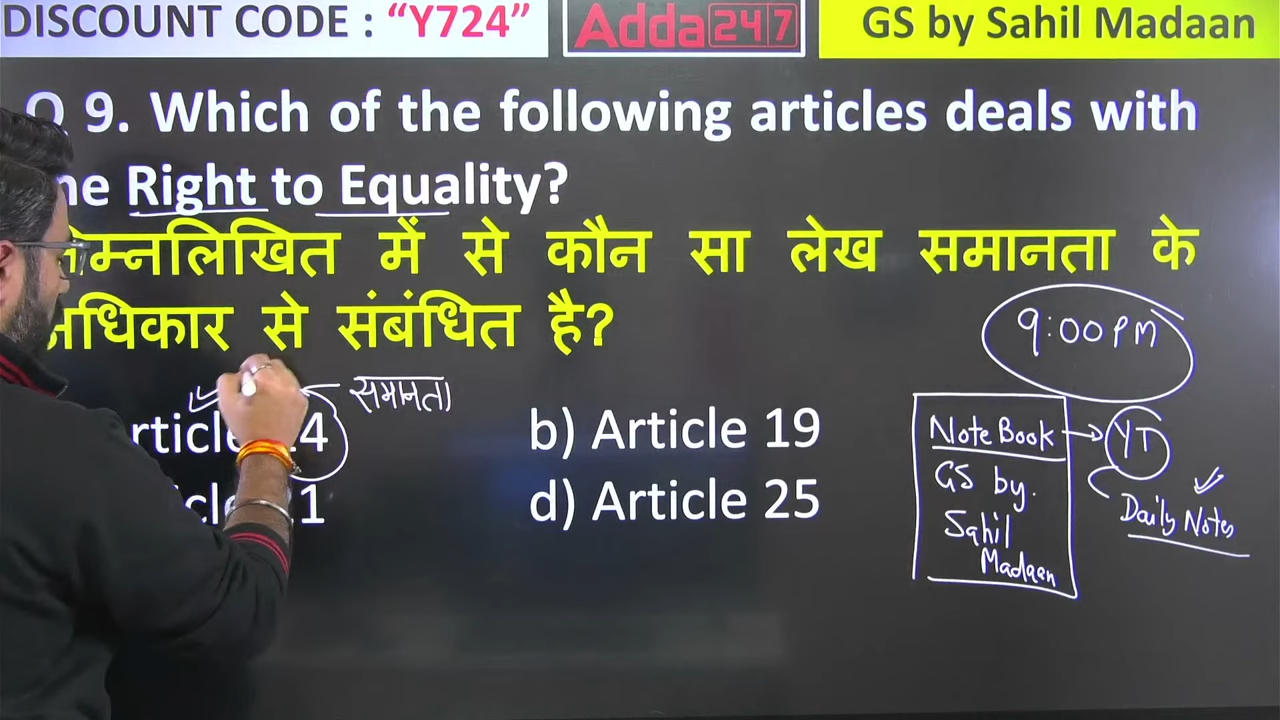 DISCOUNT CODE : “Y724”
Adda247
GS by Sahil Madaan
Q 9. Which of the following articles deals with
Right to Equality?
में से कौन सा लेख समानता के
से संबंधित है?
9:00 PM
समानता
b) Article 19
d) Article 25
Note Book → YT
GS by.
Sahil
Madaan
Daily Notes